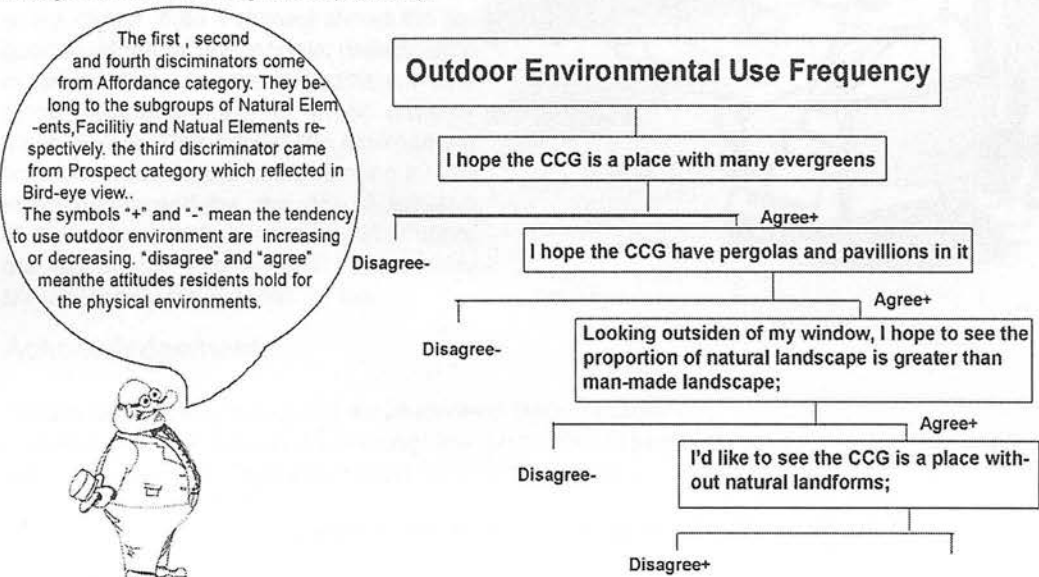 The first , second
and fourth disciminators come
from Affordance category. They be-
long to the subgroups of Natural Elem
-ents,Facilitiy and Natual Elements re-
spectively. the third discriminator came
from Prospect category which reflected in
Bird-eye view..
The symbols "+" and "-" mean the tendency
to use outdoor environment are increasing
or decreasing. "disagree" and "agree"
meanthe attitudes residents hold for
the physical environments.
Outdoor Environmental Use Frequency
I hope the CCG is a place with many evergreens
Disagree-
Agree+
I hope the CCG have pergolas and pavillions in it
Disagree-
Agree+
Looking outsiden of my window, I hope to see the
proportion of natural landscape is greater than
man-made landscape;
Disagree-
Agree+
I'd like to see the CCG is a place with-
out natural landforms;
Disagree+